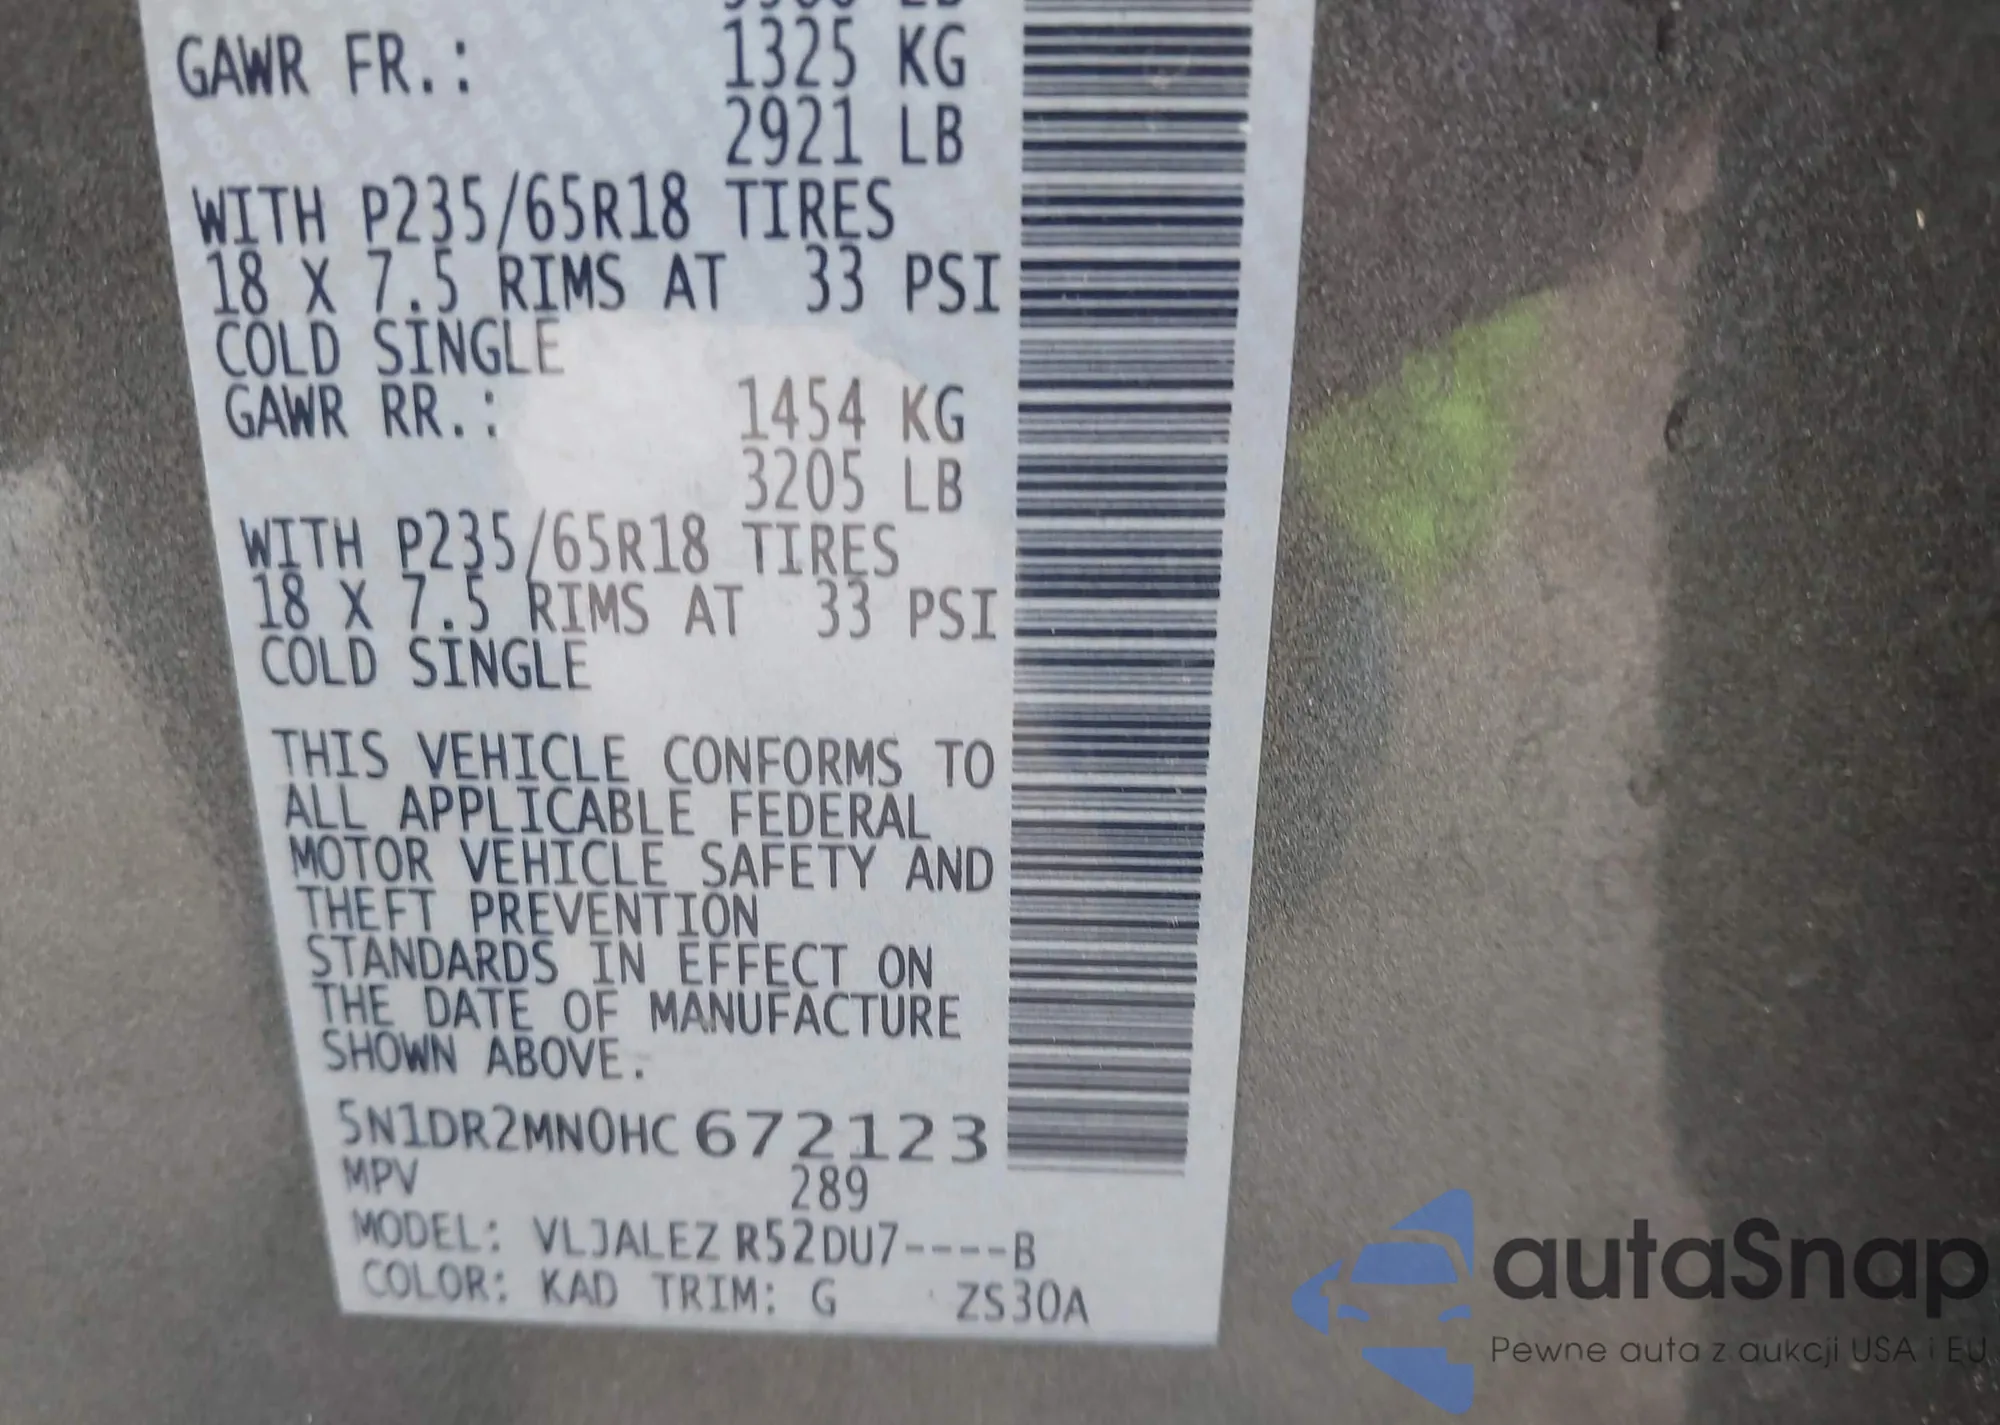 GAWR FR.: 1325 KG
2921 LB
WITH P235/65R18 TIRES
18 X 7.5 RIMS AT 33 PSI
COLD SINGLE
GAWR RR.: 1454 KG
3205 LB
WITH P235/65R18 TIRES
18 X 7.5 RIMS AT 33 PSI
COLD SINGLE
THIS VEHICLE CONFORMS TO
ALL APPLICABLE FEDERAL
MOTOR VEHICLE SAFETY AND
THEFT PREVENTION
STANDARDS IN EFFECT ON
THE DATE OF MANUFACTURE
SHOWN ABOVE.
5N1DR2MN0HC672123
MPV 289
MODEL: VLJALEZ R52DU7----B
COLOR: KAD TRIM: G ZS30A
autaSnap
Pewne auta z aukcji USA i EU